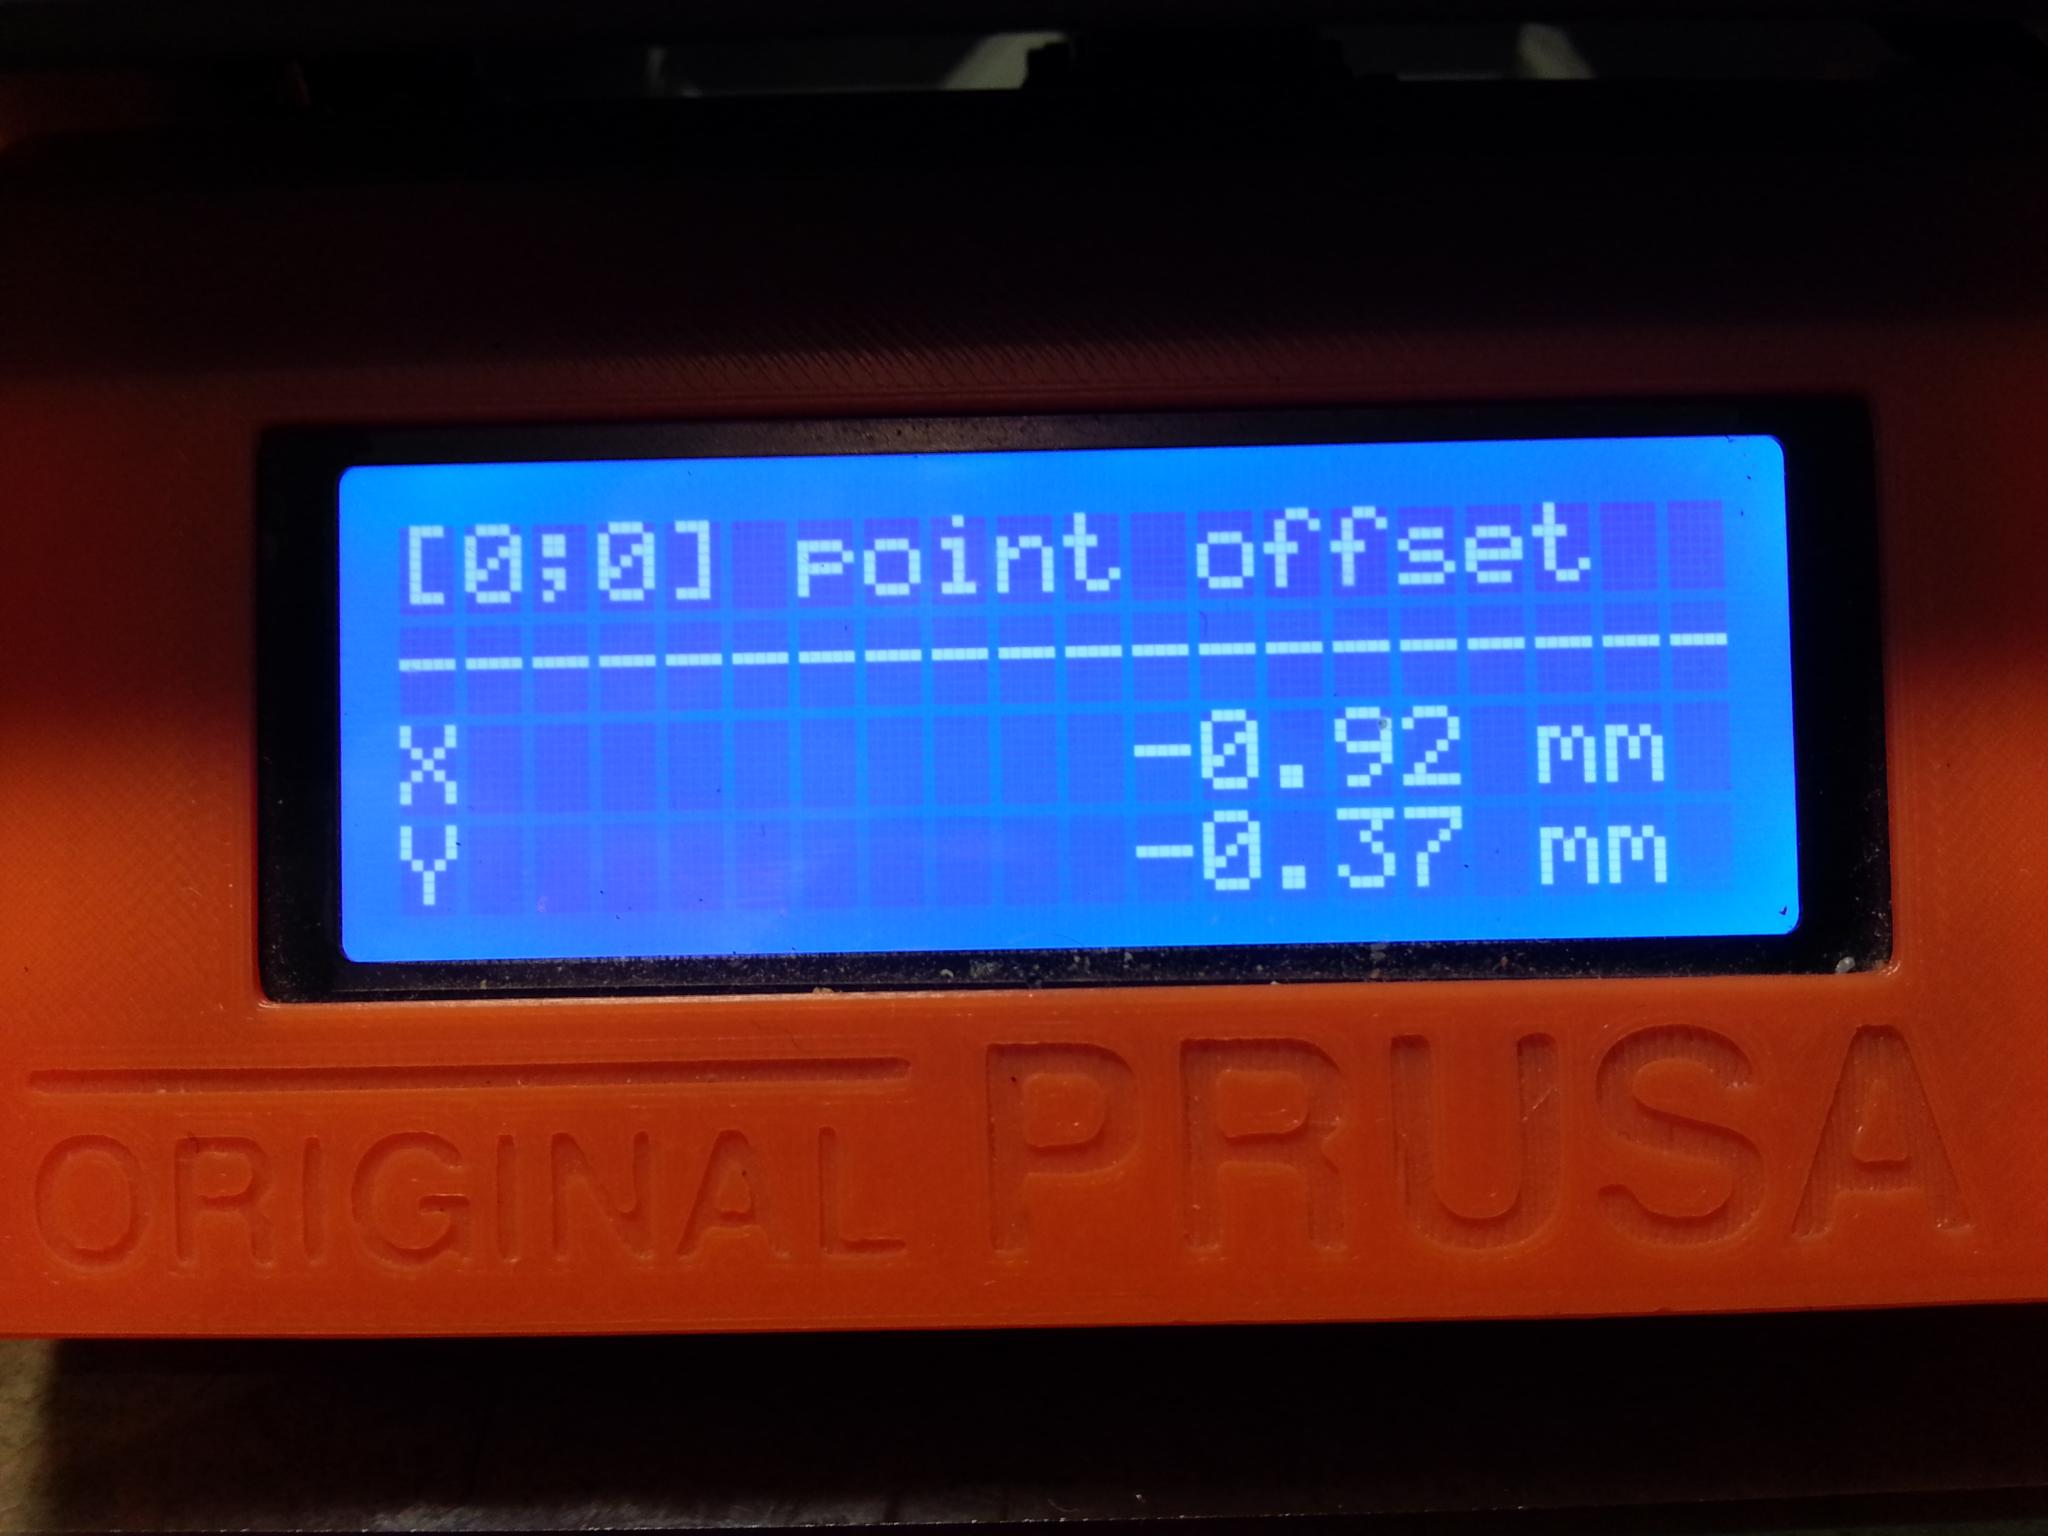 [0;0] point offset
————————————————————
X -0.92 mm
Y -0.37 mm
ORIGINAL PRUSA